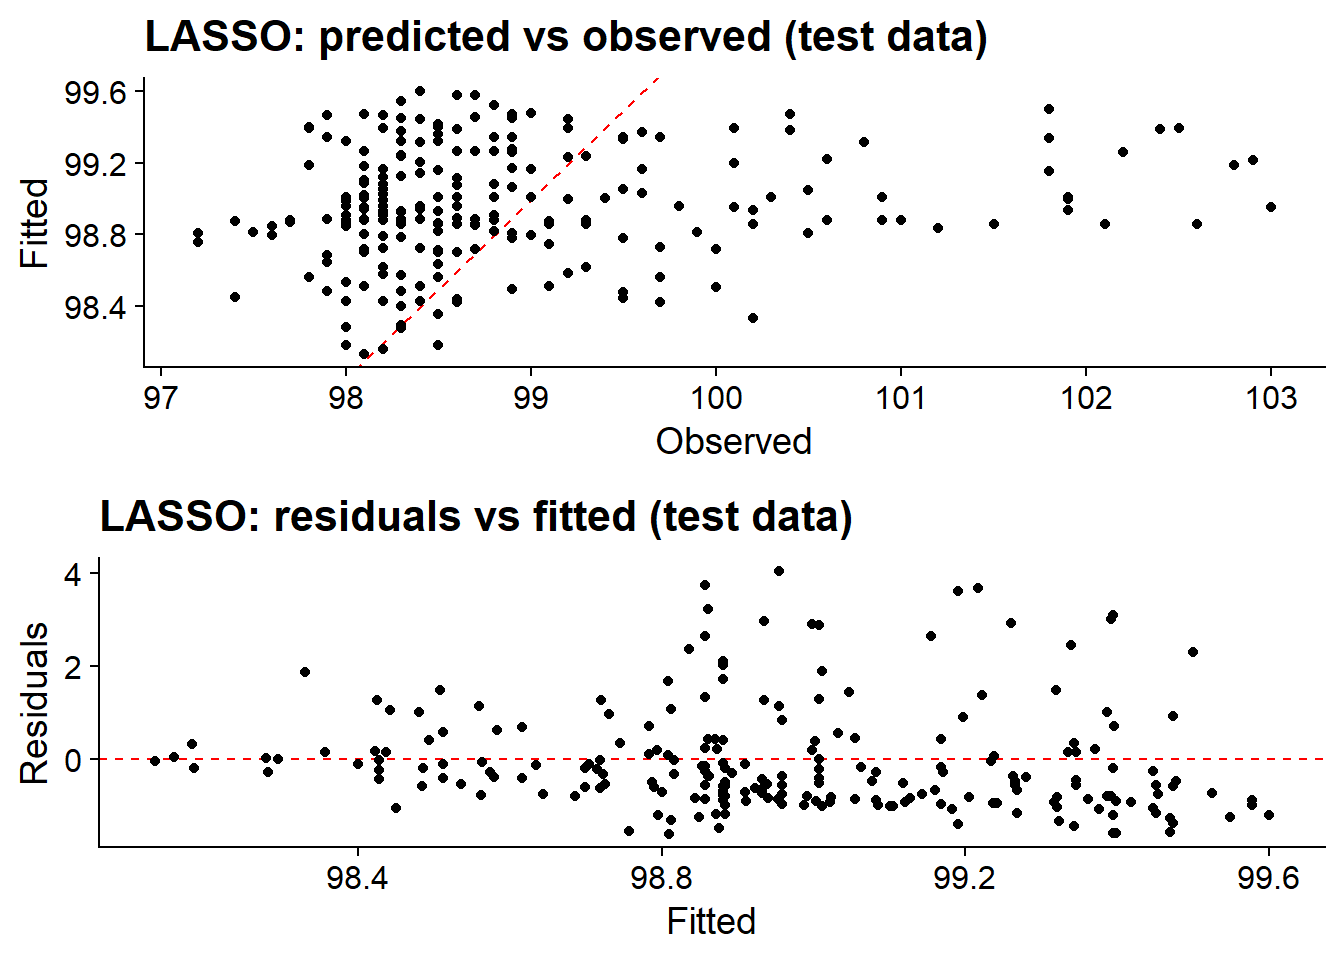 LASSO: predicted vs observed (test data)
99.6
99.2
98.8
98.4
Fitted
97 98 99 100 101 102 103
Observed
LASSO: residuals vs fitted (test data)
4
2
0
Residuals
98.4 98.8 99.2 99.6
Fitted